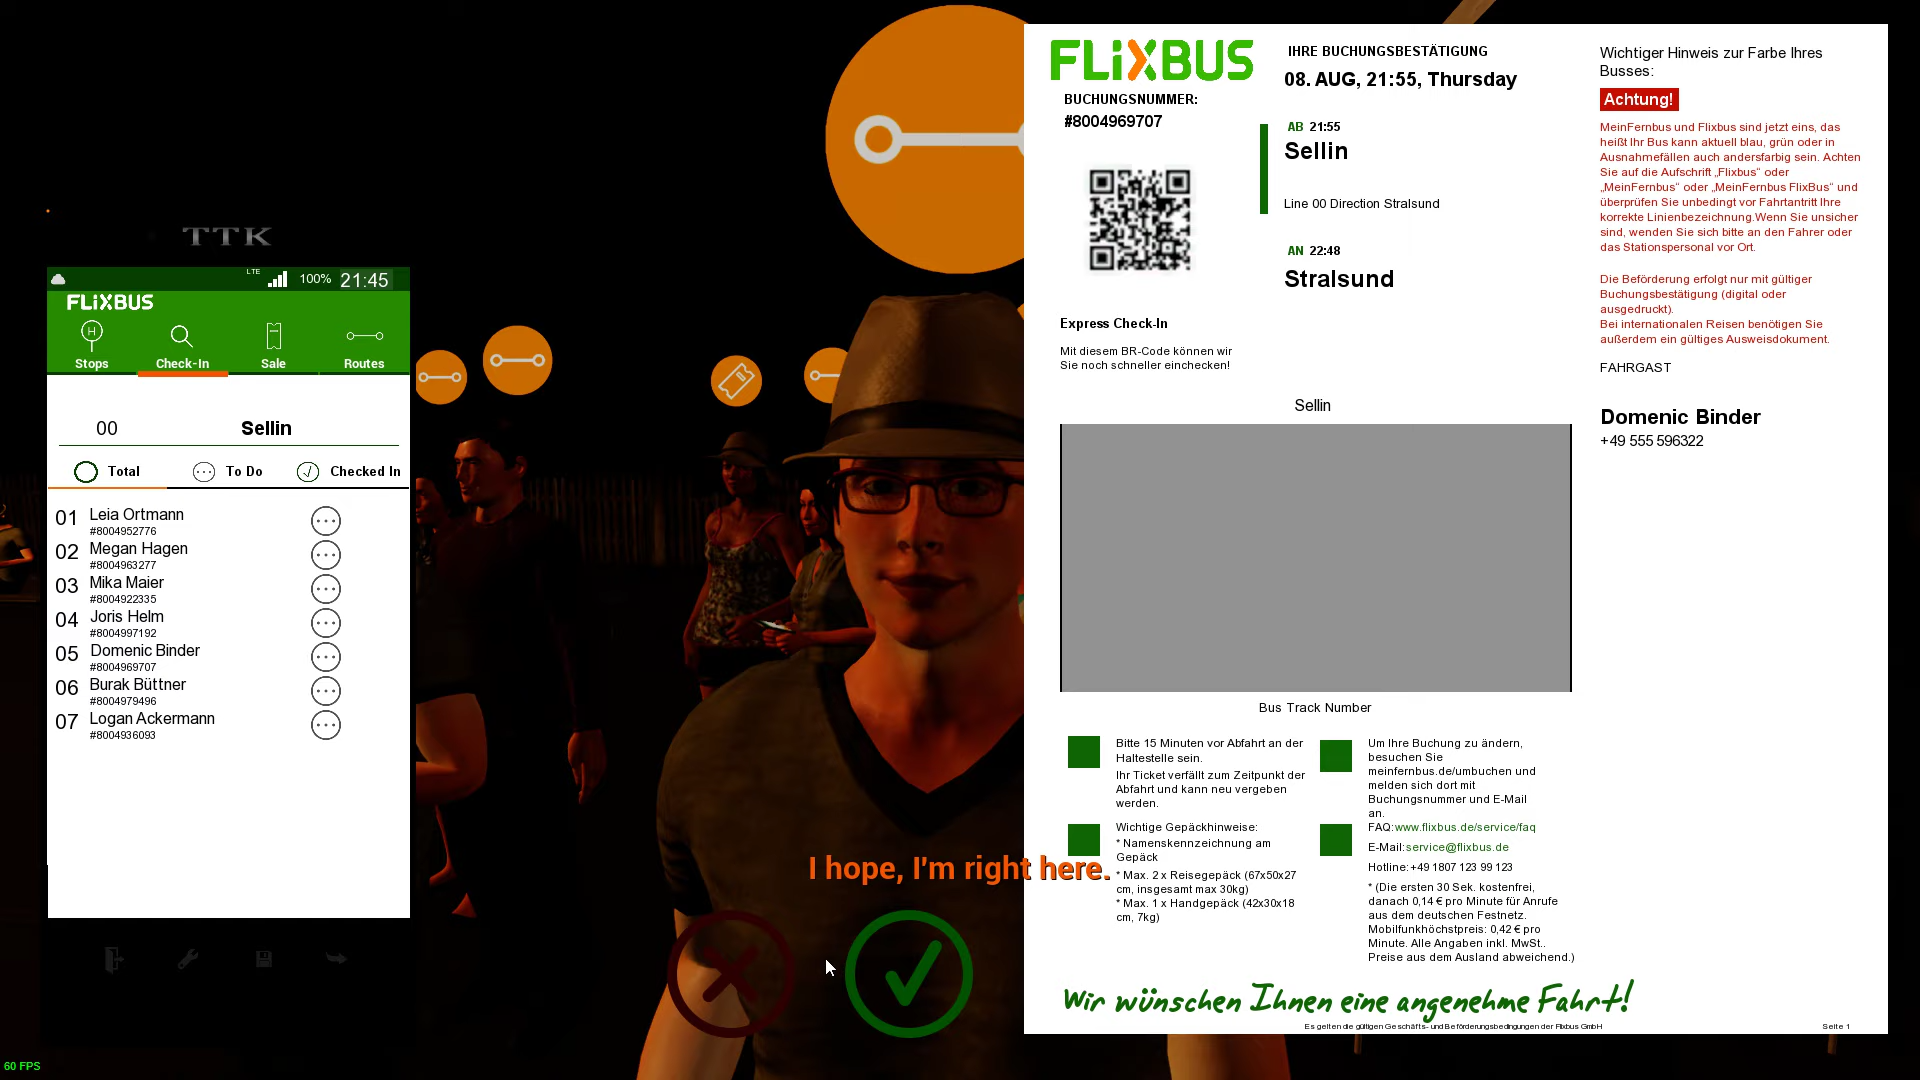 TTK
LTE
100%
21:45
FLiXBUS
Stops
Check-In
Sale
Routes
00
Sellin
Total
To Do
Checked In
01 Leia Ortmann
#8004952776
02 Megan Hagen
#8004963277
03 Mika Maier
#8004922335
04 Joris Helm
#8004997192
05 Domenic Binder
#8004969707
06 Burak Büttner
#8004979496
07 Logan Ackermann
#8004936093
I hope, I'm right here.
60 FPS
FLiXBUS
BUCHUNGSNUMMER:
#8004969707
IHRE BUCHUNGSBESTÄTIGUNG
08. AUG, 21:55, Thursday
AB 21:55
Sellin
Line 00 Direction Stralsund
AN 22:48
Stralsund
Express Check-In
Mit diesem BR-Code können wir
Sie noch schneller einchecken!
Sellin
Bus Track Number
Bitte 15 Minuten vor Abfahrt an der
Haltestelle sein.
Ihr Ticket verfällt zum Zeitpunkt der
Abfahrt und kann neu vergeben
werden.
Wichtige Gepäckhinweise:
* Namenskennzeichnung am
Gepäck
* Max. 2 x Reisegepäck (67x50x27
cm, insgesamt max 30kg)
* Max. 1 x Handgepäck (42x30x18
cm, 7kg)
Um Ihre Buchung zu ändern,
besuchen Sie
meinfernbus.de/umbuchen und
melden sich dort mit
Buchungsnummer und E-Mail
an.
FAQ:www.flixbus.de/service/faq
E-Mail:service@flixbus.de
Hotline:+49 1807 123 99 123
* (Die ersten 30 Sek. kostenfrei,
danach 0,14 € pro Minute für Anrufe
aus dem deutschen Festnetz.
Mobilfunkhöchstpreis: 0,42 € pro
Minute. Alle Angaben inkl. MwSt..
Preise aus dem Ausland abweichend.)
Wir wünschen Ihnen eine angenehme Fahrt!
Es gelten die gültigen Geschäfts- und Beförderungsbedingungen der Flixbus GmbH
Seite 1
Wichtiger Hinweis zur Farbe Ihres
Busses:
Achtung!
MeinFernbus und Flixbus sind jetzt eins, das
heißt Ihr Bus kann aktuell blau, grün oder in
Ausnahmefällen auch andersfarbig sein. Achten
Sie auf die Aufschrift „Flixbus“ oder
„MeinFernbus“ oder „MeinFernbus FlixBus“ und
überprüfen Sie unbedingt vor Fahrtantritt Ihre
korrekte Linienbezeichnung.Wenn Sie unsicher
sind, wenden Sie sich bitte an den Fahrer oder
das Stationspersonal vor Ort.
Die Beförderung erfolgt nur mit gültiger
Buchungsbestätigung (digital oder
ausgedruckt).
Bei internationalen Reisen benötigen Sie
außerdem ein gültiges Ausweisdokument.
FAHRGAST
Domenic Binder
+49 555 596322